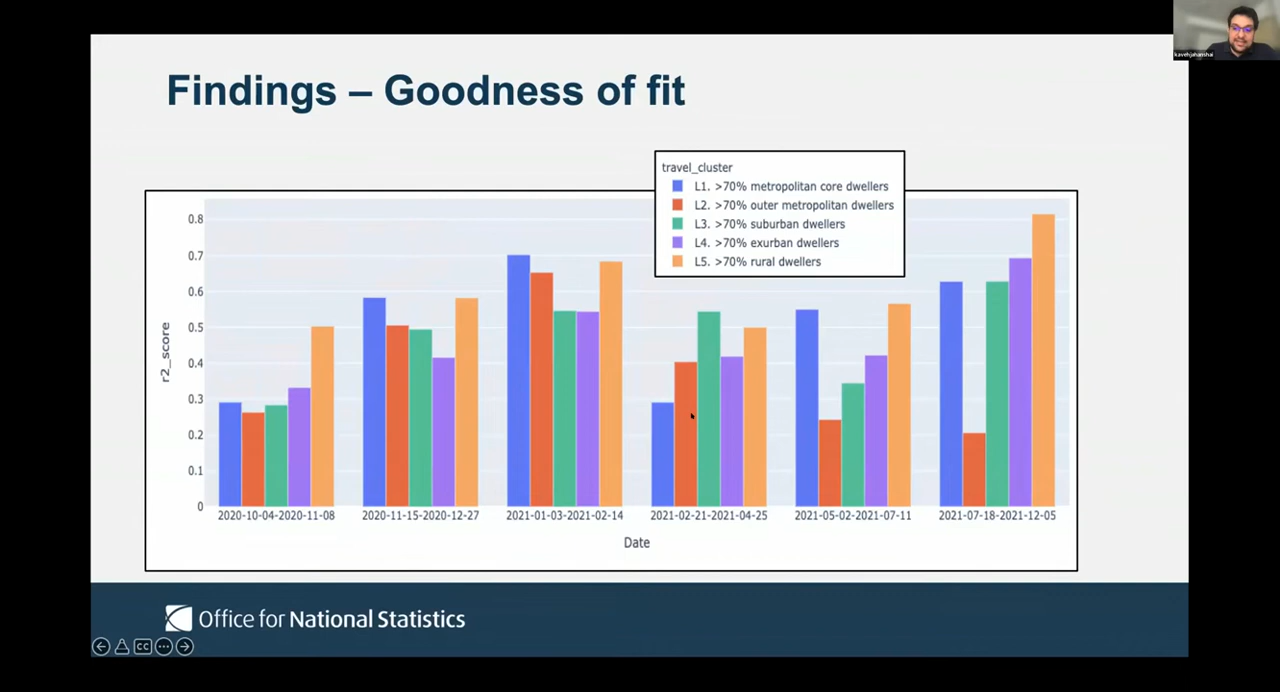 kavehjahanshai
Findings – Goodness of fit
travel_cluster
L1. >70% metropolitan core dwellers
L2. >70% outer metropolitan dwellers
L3. >70% suburban dwellers
L4. >70% exurban dwellers
L5. >70% rural dwellers
r2_score
0.8
0.7
0.6
0.5
0.4
0.3
0.2
0.1
0
2020-10-04-2020-11-08 2020-11-15-2020-12-27 2021-01-03-2021-02-14 2021-02-21-2021-04-25 2021-05-02-2021-07-11 2021-07-18-2021-12-05
Date
Office for National Statistics
CC